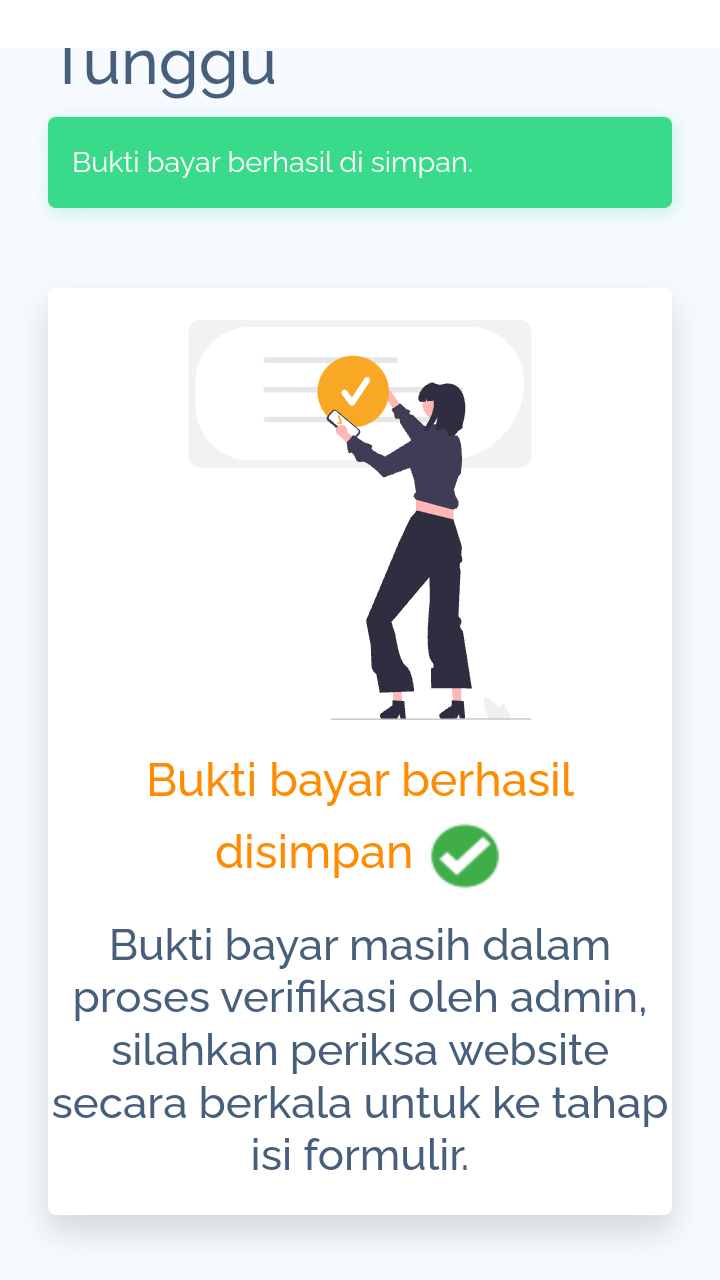 Tunggu
Bukti bayar berhasil di simpan.
Bukti bayar berhasil
disimpan
Bukti bayar masih dalam
proses verifikasi oleh admin,
silahkan periksa website
secara berkala untuk ke tahap
isi formulir.